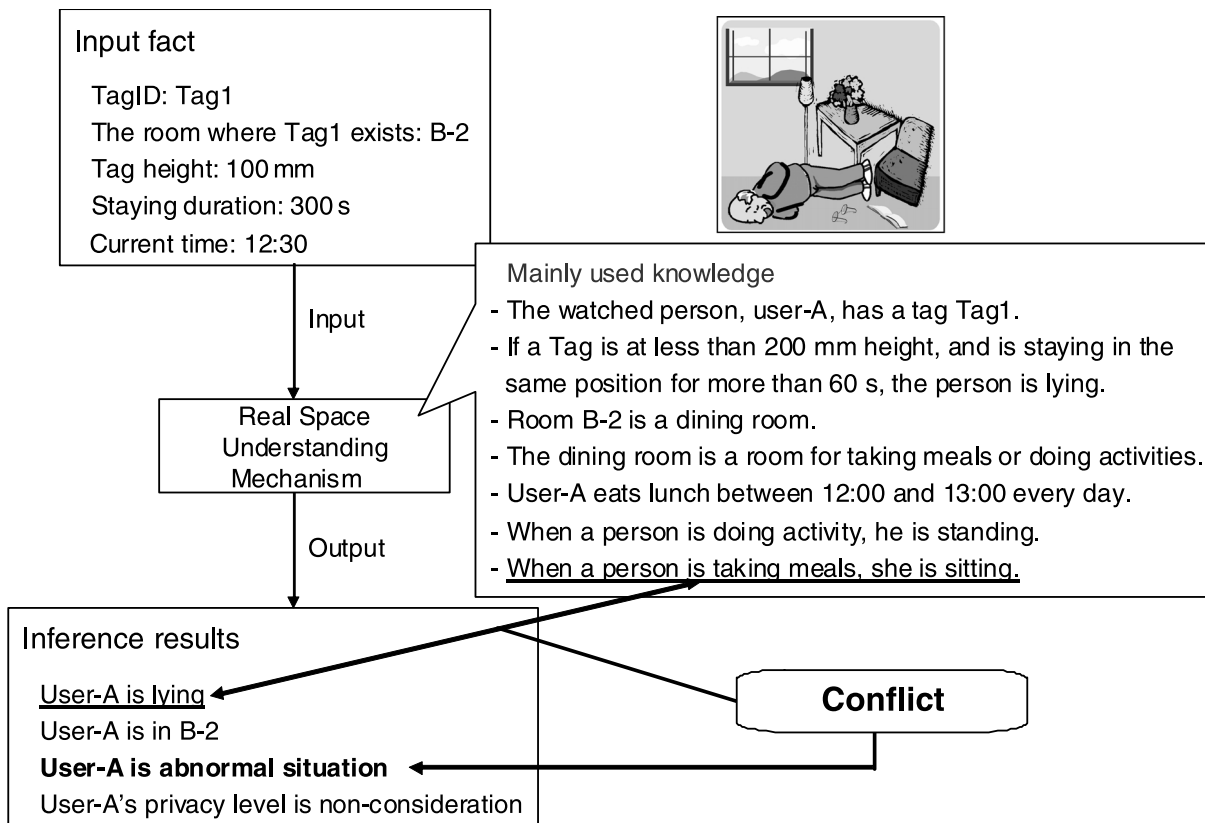 Input fact
TagID: Tag1
The room where Tag1 exists: B-2
Tag height: 100 mm
Staying duration: 300 s
Current time: 12:30
Input
Mainly used knowledge
- The watched person, user-A, has a tag Tag1.
- If a Tag is at less than 200 mm height, and is staying in the
same position for more than 60 s, the person is lying.
- Room B-2 is a dining room.
- The dining room is a room for taking meals or doing activities.
- User-A eats lunch between 12:00 and 13:00 every day.
- When a person is doing activity, he is standing.
- When a person is taking meals, she is sitting.
Real Space
Understanding
Mechanism
Output
Inference results
User-A is lying
User-A is in B-2
User-A is abnormal situation
User-A's privacy level is non-consideration
Conflict